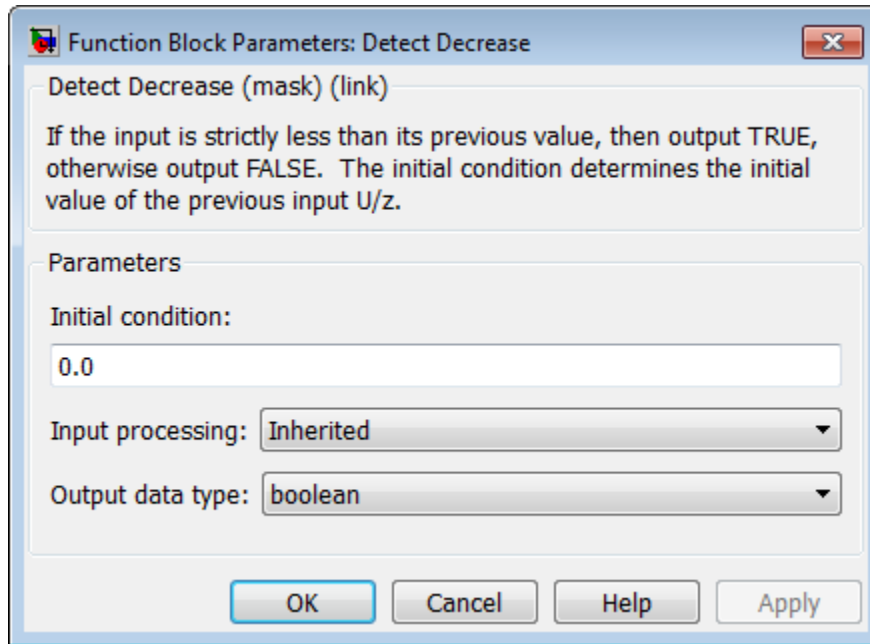 Function Block Parameters: Detect Decrease
Detect Decrease (mask) (link)
If the input is strictly less than its previous value, then output TRUE,
otherwise output FALSE.  The initial condition determines the initial
value of the previous input U/z.
Parameters
Initial condition:
0.0
Input processing: Inherited
Output data type: boolean
OK Cancel Help Apply